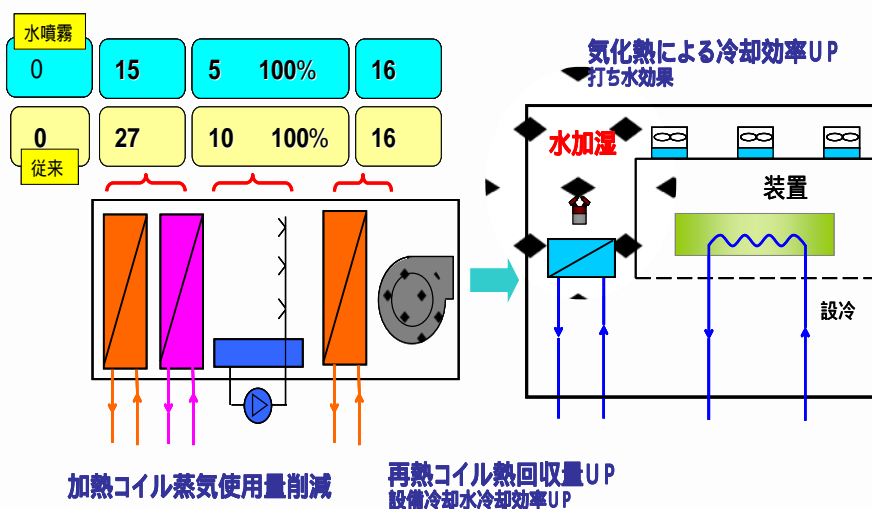 水噴霧
0 15 5 100% 16
0 27 10 100% 16
従来
気化熱による冷却効率UP
打ち水効果
水加湿
装置
設冷
加熱コイル蒸気使用量削減
再熱コイル熱回収量UP
設備冷却水冷却効率UP